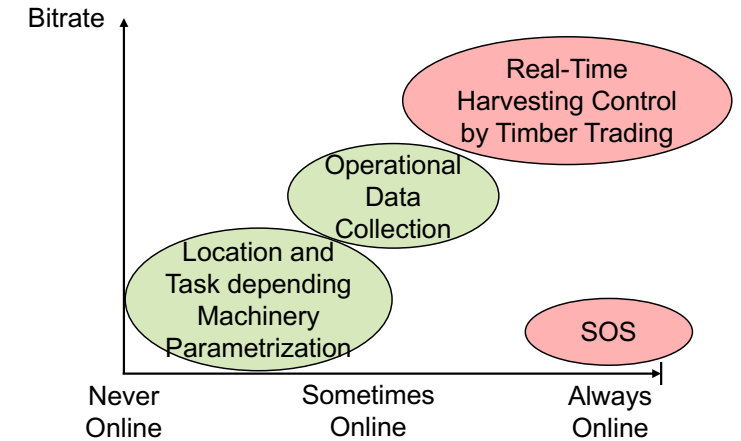 Bitrate
Real-Time
Harvesting Control
by Timber Trading
Operational
Data
Collection
Location and
Task depending
Machinery
Parametrization
SOS
Never
Online
Sometimes
Online
Always
Online